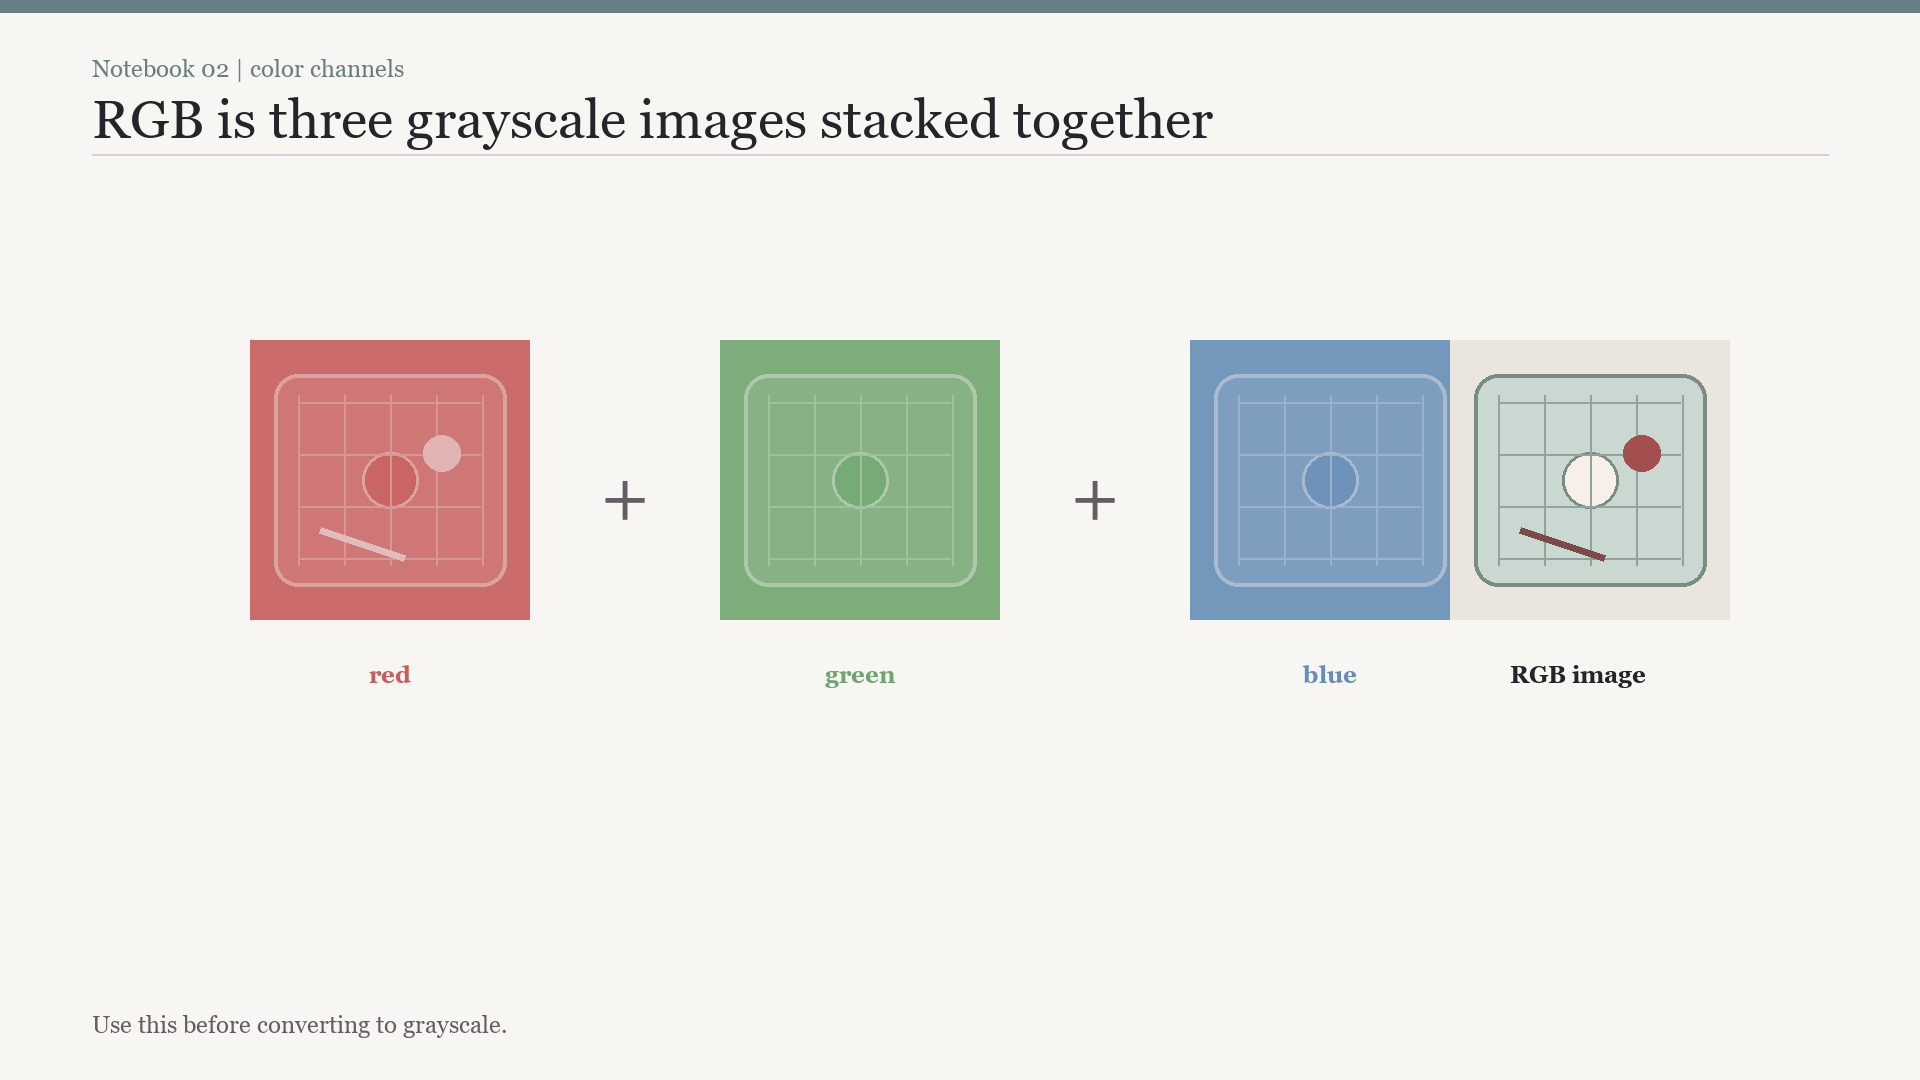 Notebook 02 | color channels
RGB is three grayscale images stacked together
+
+
red
green
blue
RGB image
Use this before converting to grayscale.